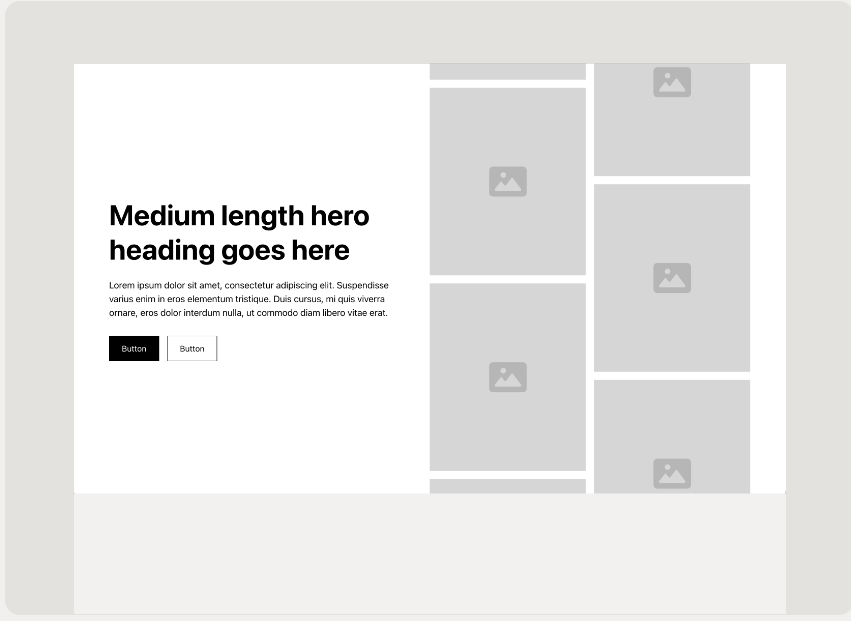 Medium length hero
heading goes here
Lorem ipsum dolor sit amet, consectetur adipiscing elit. Suspendisse
varius enim in eros elementum tristique. Duis cursus, mi quis viverra
ornare, eros dolor interdum nulla, ut commodo diam libero vitae erat.
Button Button